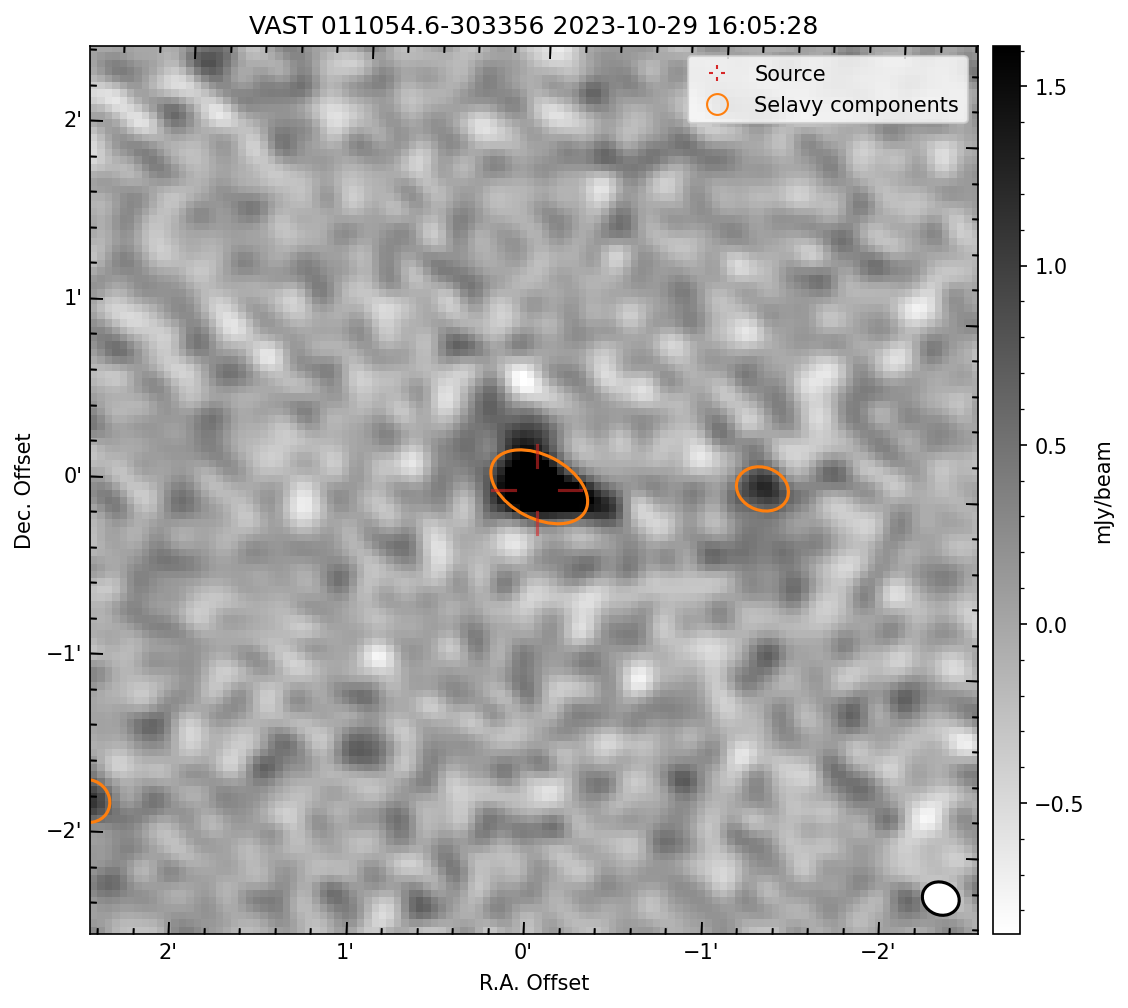 VAST 011054.6-303356 2023-10-29 16:05:28
Source
Selavy components
2'
1'
0'
−1'
−2'
Dec. Offset
2'
1'
0'
−1'
−2'
R.A. Offset
1.5
1.0
0.5
0.0
−0.5
mJy/beam